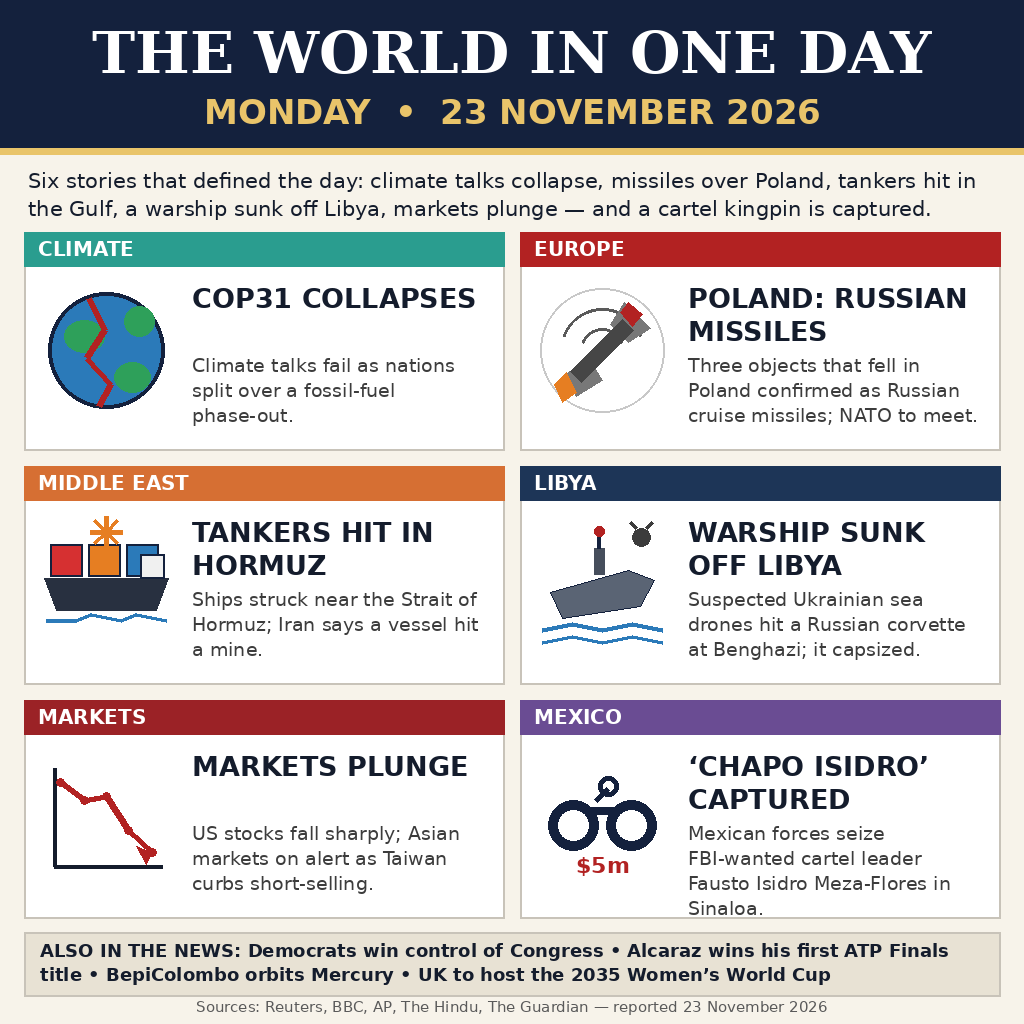 THE WORLD IN ONE DAY
MONDAY • 23 NOVEMBER 2026
Six stories that defined the day: climate talks collapse, missiles over Poland, tankers hit in
the Gulf, a warship sunk off Libya, markets plunge — and a cartel kingpin is captured.
CLIMATE
COP31 COLLAPSES
Climate talks fail as nations
split over a fossil-fuel
phase-out.
EUROPE
POLAND: RUSSIAN
MISSILES
Three objects that fell in
Poland confirmed as Russian
cruise missiles; NATO to meet.
MIDDLE EAST
TANKERS HIT IN
HORMUZ
Ships struck near the Strait of
Hormuz; Iran says a vessel hit
a mine.
LIBYA
WARSHIP SUNK
OFF LIBYA
Suspected Ukrainian sea
drones hit a Russian corvette
at Benghazi; it capsized.
MARKETS
MARKETS PLUNGE
US stocks fall sharply; Asian
markets on alert as Taiwan
curbs short-selling.
MEXICO
$5m
‘CHAPO ISIDRO’
CAPTURED
Mexican forces seize
FBI-wanted cartel leader
Fausto Isidro Meza-Flores in
Sinaloa.
ALSO IN THE NEWS: Democrats win control of Congress • Alcaraz wins his first ATP Finals
title • BepiColombo orbits Mercury • UK to host the 2035 Women’s World Cup
Sources: Reuters, BBC, AP, The Hindu, The Guardian — reported 23 November 2026